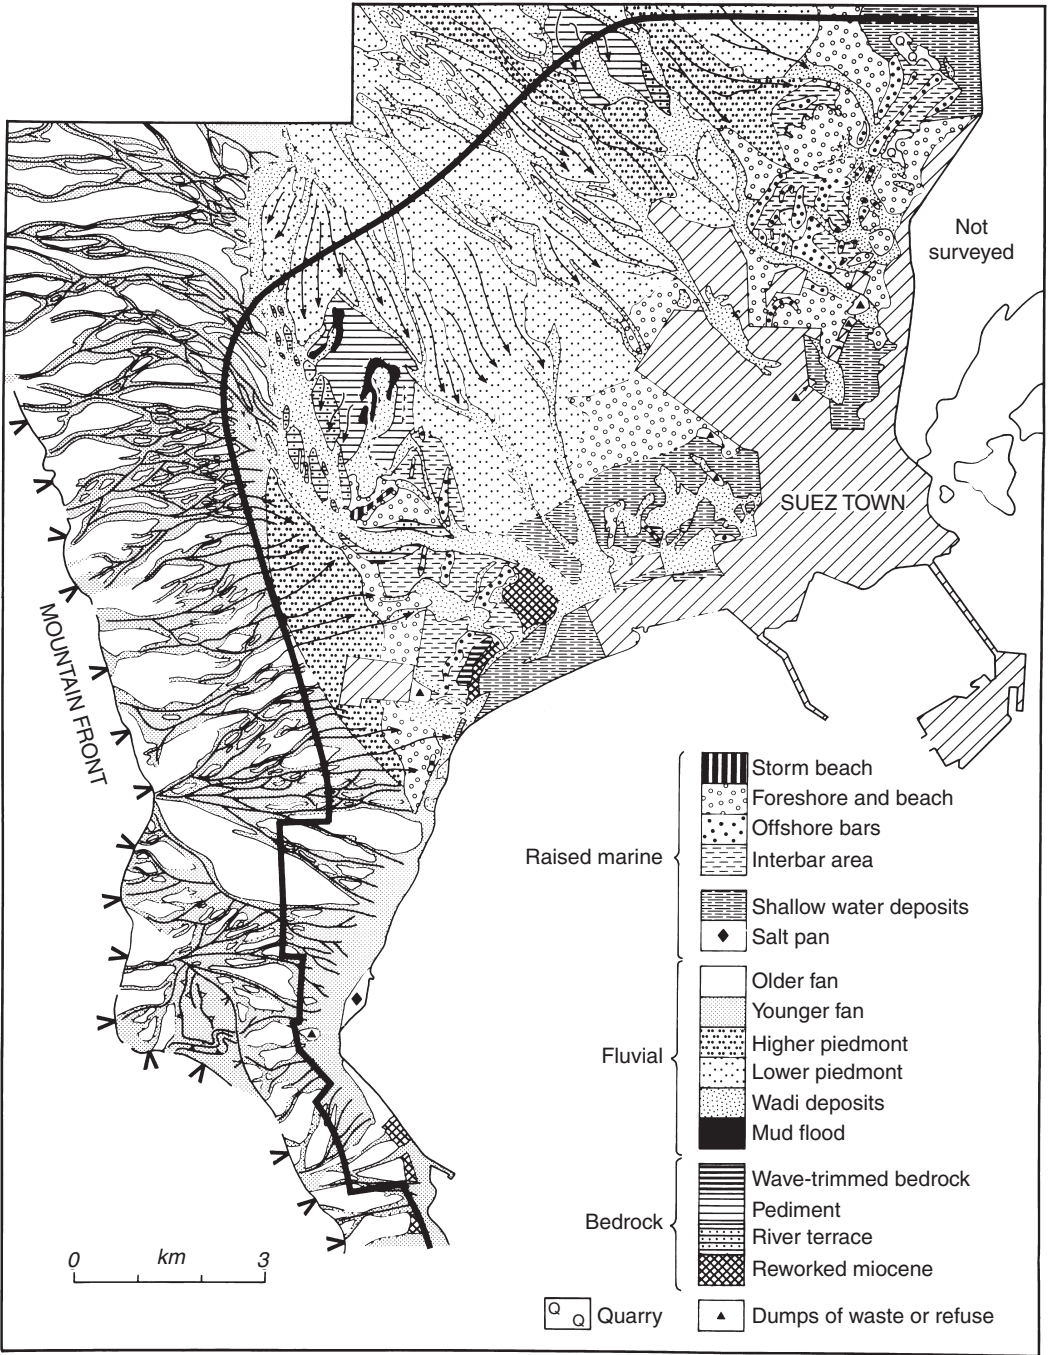 Not
surveyed
SUEZ TOWN
MOUNTAIN FRONT
Raised marine
Storm beach
Foreshore and beach
Offshore bars
Interbar area
Shallow water deposits
Salt pan
Fluvial
Older fan
Younger fan
Higher piedmont
Lower piedmont
Wadi deposits
Mud flood
Bedrock
Wave-trimmed bedrock
Pediment
River terrace
Reworked miocene
0 km 3
Q Q Quarry
Dumps of waste or refuse